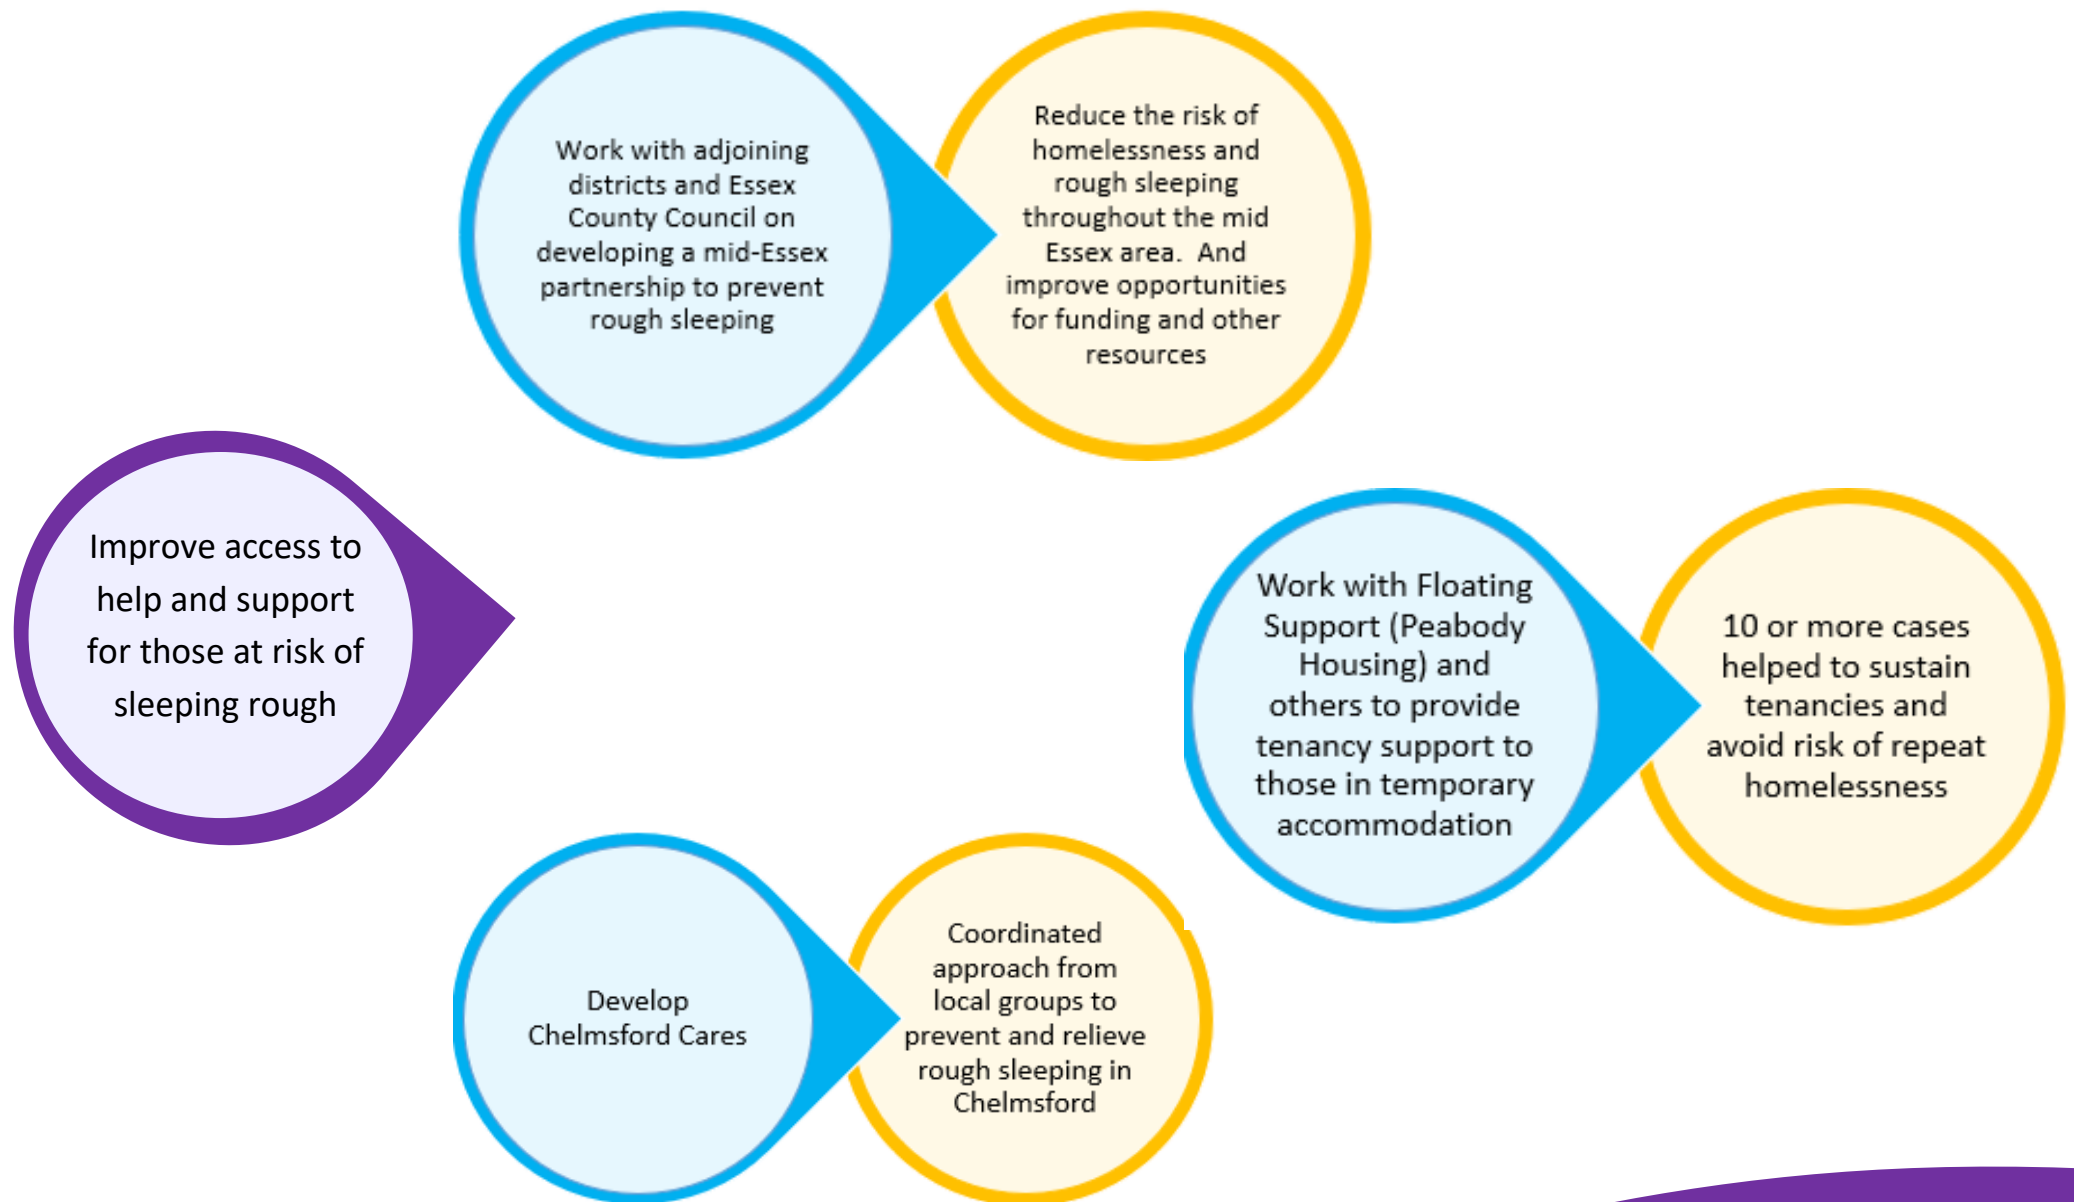 Work with adjoining
districts and Essex
County Council on
developing a mid-Essex
partnership to prevent
rough sleeping
Reduce the risk of
homelessness and
rough sleeping
throughout the mid
Essex area.  And
improve opportunities
for funding and other
resources
Improve access to
help and support
for those at risk of
sleeping rough
Work with Floating
Support (Peabody
Housing) and
others to provide
tenancy support to
those in temporary
accommodation
10 or more cases
helped to sustain
tenancies and
avoid risk of repeat
homelessness
Develop
Chelmsford Cares
Coordinated
approach from
local groups to
prevent and relieve
rough sleeping in
Chelmsford